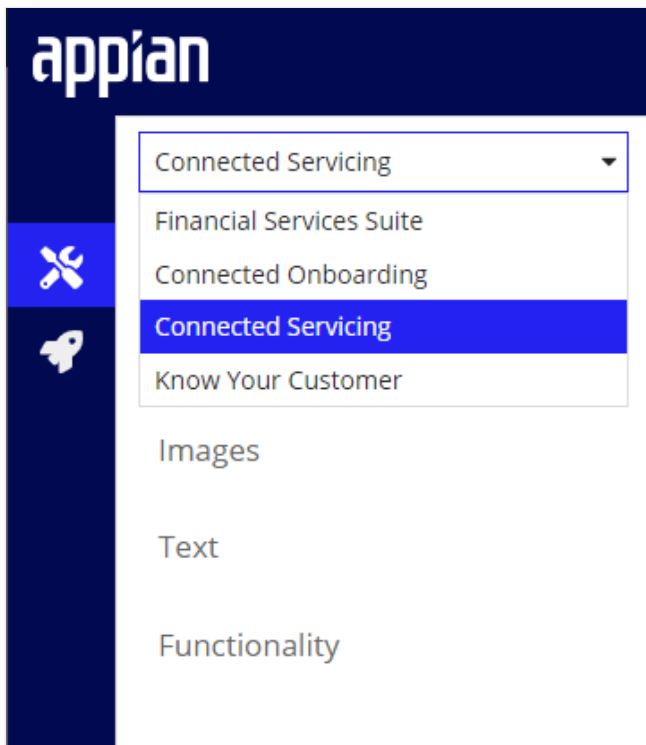 appian
Connected Servicing
Financial Services Suite
Connected Onboarding
Connected Servicing
Know Your Customer
Images
Text
Functionality